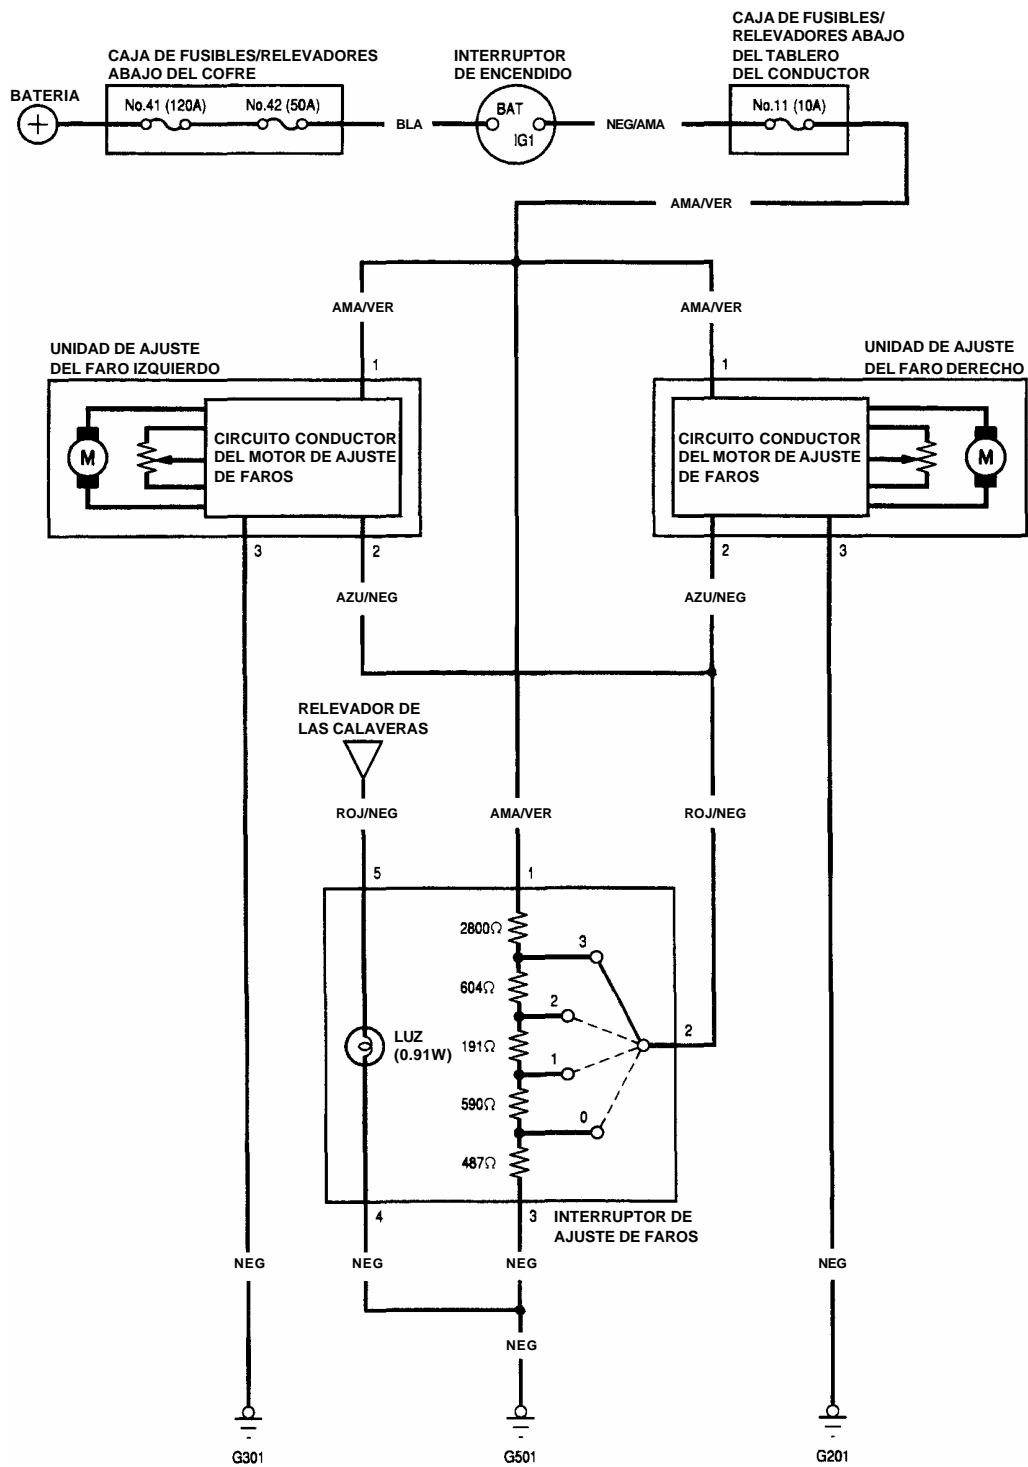 CAJA DE FUSIBLES/RELEVADORES
ABAJO DEL COFRE
INTERRUPTOR
DE ENCENDIDO
CAJA DE FUSIBLES/
RELEVADORES ABAJO
DEL TABLERO
DEL CONDUCTOR
BATERIA
No.41 (120A)
No.42 (50A)
BLA
BAT
IG1
NEG/AMA
No.11 (10A)
AMA/VER
AMA/VER
AMA/VER
UNIDAD DE AJUSTE
DEL FARO IZQUIERDO
1
1
UNIDAD DE AJUSTE
DEL FARO DERECHO
M
CIRCUITO CONDUCTOR
DEL MOTOR DE AJUSTE
DE FAROS
CIRCUITO CONDUCTOR
DEL MOTOR DE AJUSTE
DE FAROS
M
3
2
2
3
AZU/NEG
AZU/NEG
RELEVADOR DE
LAS CALAVERAS
ROJ/NEG
AMA/VER
ROJ/NEG
5
1
2800Ω
3
604Ω
2
LUZ
(0.91W)
191Ω
2
1
590Ω
0
487Ω
4
3
INTERRUPTOR DE
AJUSTE DE FAROS
NEG
NEG
NEG
NEG
NEG
G301
G501
G201